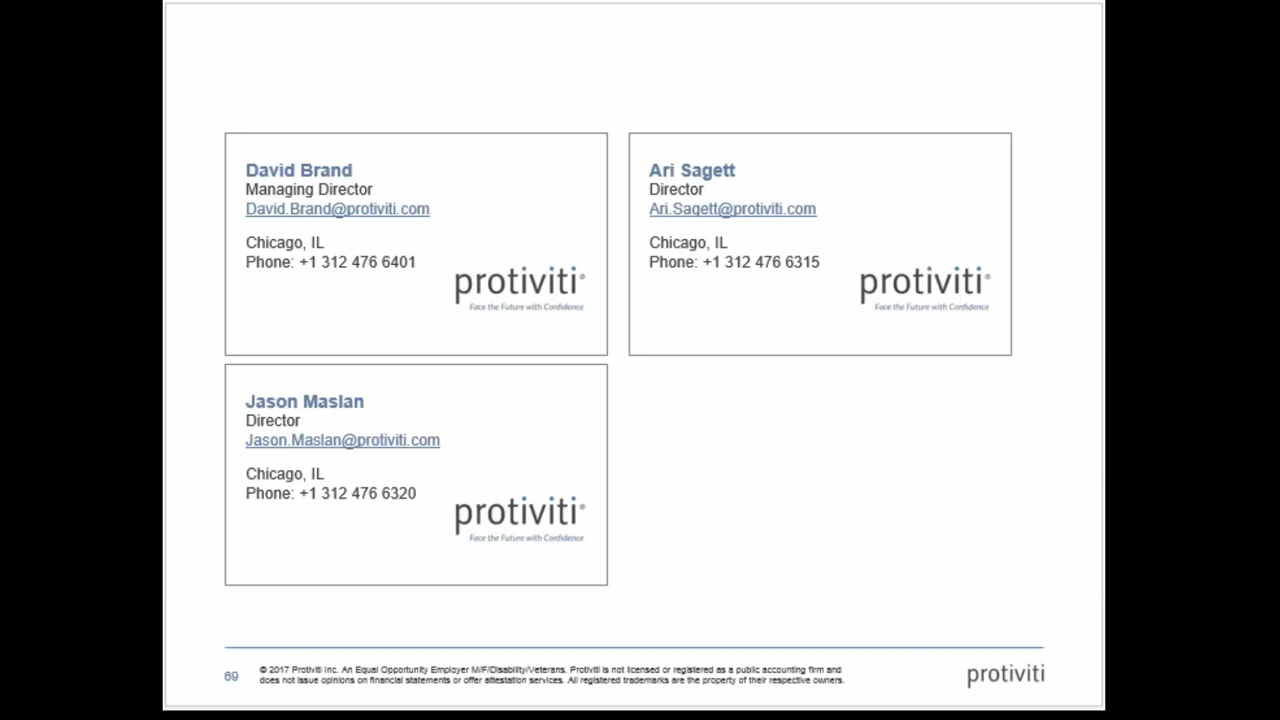 David Brand
Managing Director
David.Brand@protiviti.com
Chicago, IL
Phone: +1 312 476 6401
protiviti®
Face the Future with Confidence
Ari Sagett
Director
Ari.Sagett@protiviti.com
Chicago, IL
Phone: +1 312 476 6315
protiviti®
Face the Future with Confidence
Jason Maslan
Director
Jason.Maslan@protiviti.com
Chicago, IL
Phone: +1 312 476 6320
protiviti®
Face the Future with Confidence
69
© 2017 Protiviti Inc. An Equal Opportunity Employer M/F/Disability/Veterans. Protiviti is not licensed or registered as a public accounting firm and
does not issue opinions on financial statements or offer attestation services. All registered trademarks are the property of their respective owners.
protiviti